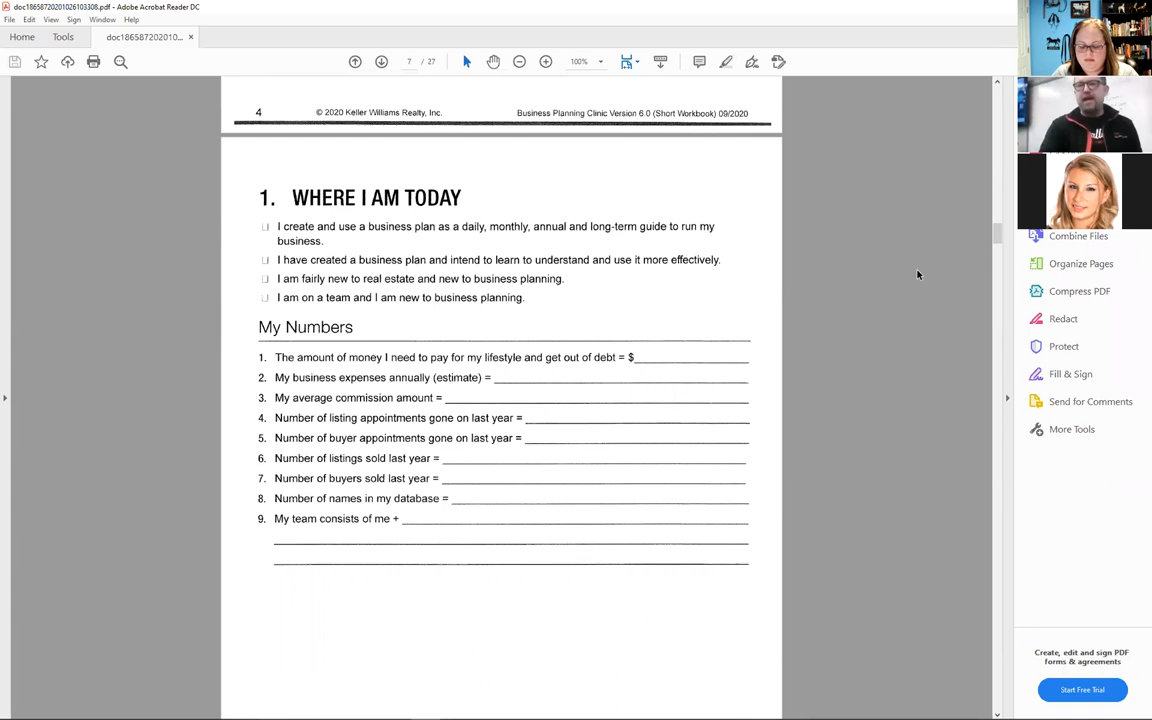 doc18658720201026103308.pdf - Adobe Acrobat Reader DC
File Edit View Sign Window Help
Home Tools doc186587202010... ×
7 / 27 100%
4 © 2020 Keller Williams Realty, Inc. Business Planning Clinic Version 6.0 (Short Workbook) 09/2020
1. WHERE I AM TODAY
I create and use a business plan as a daily, monthly, annual and long-term guide to run my
business.
I have created a business plan and intend to learn to understand and use it more effectively.
I am fairly new to real estate and new to business planning.
I am on a team and I am new to business planning.
My Numbers
1. The amount of money I need to pay for my lifestyle and get out of debt = $
2. My business expenses annually (estimate) =
3. My average commission amount =
4. Number of listing appointments gone on last year =
5. Number of buyer appointments gone on last year =
6. Number of listings sold last year =
7. Number of buyers sold last year =
8. Number of names in my database =
9. My team consists of me +
Combine Files
Organize Pages
Compress PDF
Redact
Protect
Fill & Sign
Send for Comments
More Tools
Create, edit and sign PDF
forms & agreements
Start Free Trial